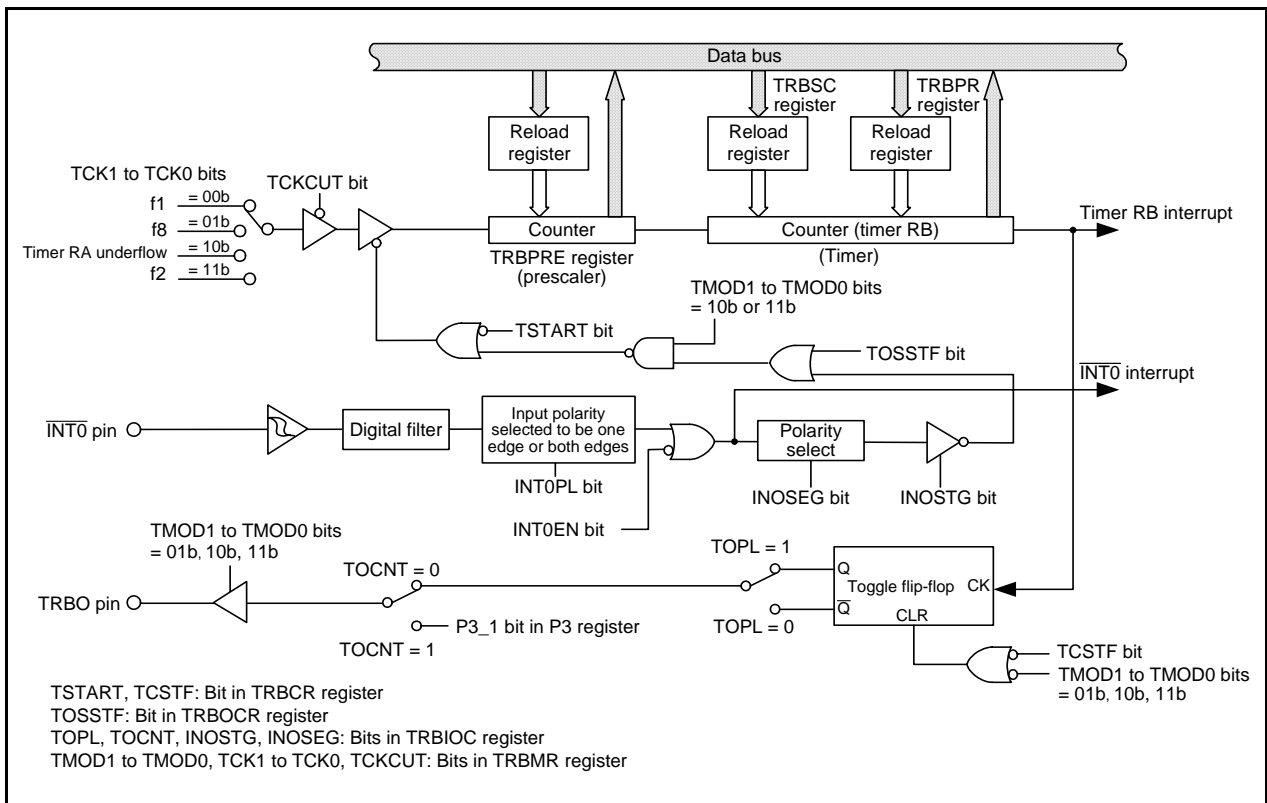 Data bus
TRBSC
register
TRBPR
register
Reload
register
Reload
register
Reload
register
TCK1 to TCK0 bits
f1
= 00b
f8
= 01b
Timer RA underflow
= 10b
f2
= 11b
TCKCUT bit
Counter
TRBPRE register
(prescaler)
Counter (timer RB)
(Timer)
Timer RB interrupt
TMOD1 to TMOD0 bits
= 10b or 11b
TSTART bit
TOSSTF bit
INT0 interrupt
INT0 pin
Digital filter
Input polarity
selected to be one
edge or both edges
INT0PL bit
INT0EN bit
Polarity
select
INOSEG bit
INOSTG bit
TMOD1 to TMOD0 bits
= 01b, 10b, 11b
TRBO pin
TOCNT = 0
P3_1 bit in P3 register
TOCNT = 1
TOPL = 1
TOPL = 0
Q
Toggle flip-flop
CK
Q
CLR
TCSTF bit
TMOD1 to TMOD0 bits
= 01b, 10b, 11b
TSTART, TCSTF: Bit in TRBCR register
TOSSTF: Bit in TRBOCR register
TOPL, TOCNT, INOSTG, INOSEG: Bits in TRBIOC register
TMOD1 to TMOD0, TCK1 to TCK0, TCKCUT: Bits in TRBMR register